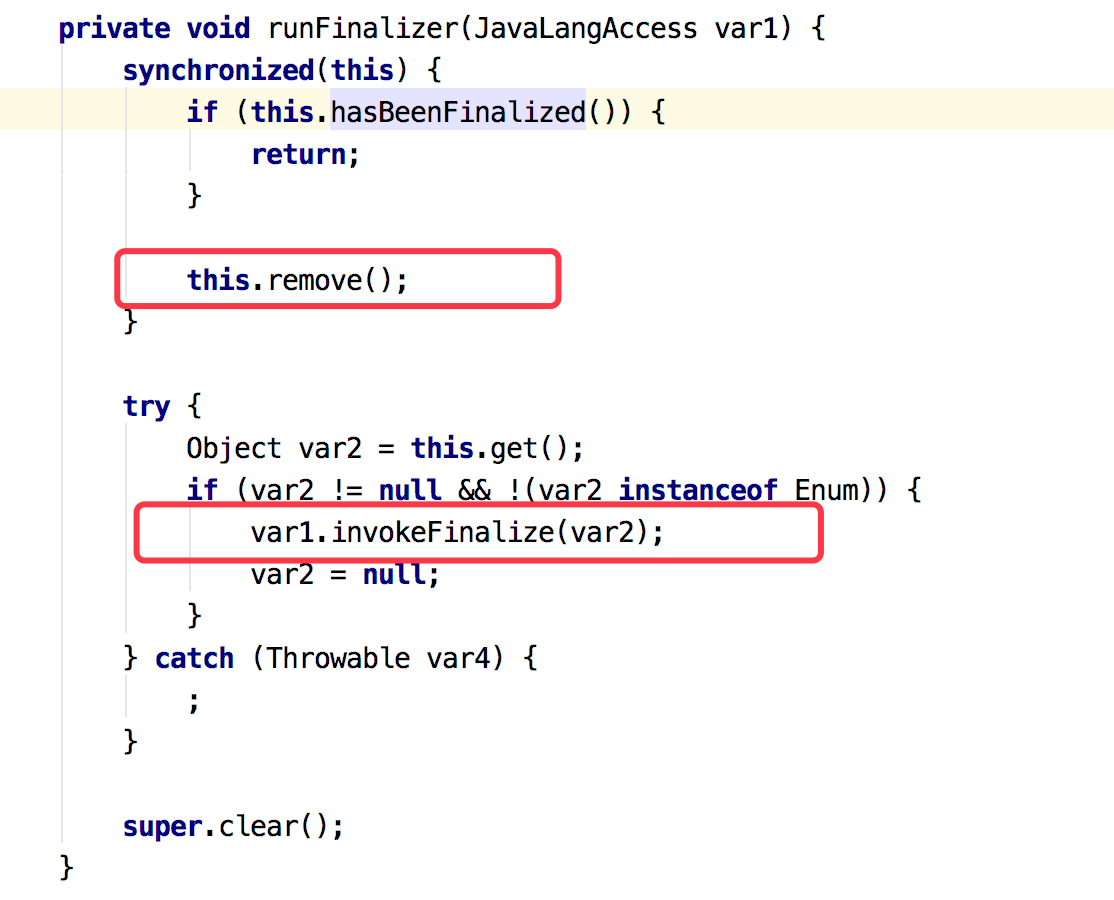 private void runFinalizer(JavaLangAccess var1) {
synchronized(this) {
if (this.hasBeenFinalized()) {
return;
}
this.remove();
}
try {
Object var2 = this.get();
if (var2 != null && !(var2 instanceof Enum)) {
var1.invokeFinalize(var2);
var2 = null;
}
} catch (Throwable var4) {
;
}
super.clear();
}